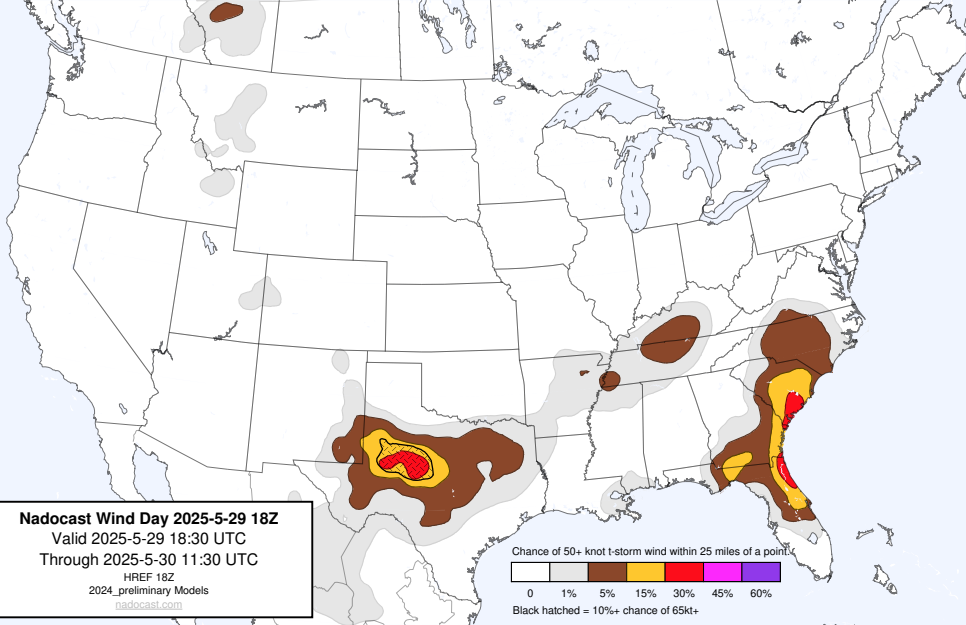 Nadocast Wind Day 2025-5-29 18Z
Valid 2025-5-29 18:30 UTC
Through 2025-5-30 11:30 UTC
HREF 18Z
2024_preliminary Models
nadocast.com
Chance of 50+ knot t-storm wind within 25 miles of a point.
0 1% 5% 15% 30% 45% 60%
Black hatched = 10%+ chance of 65kt+